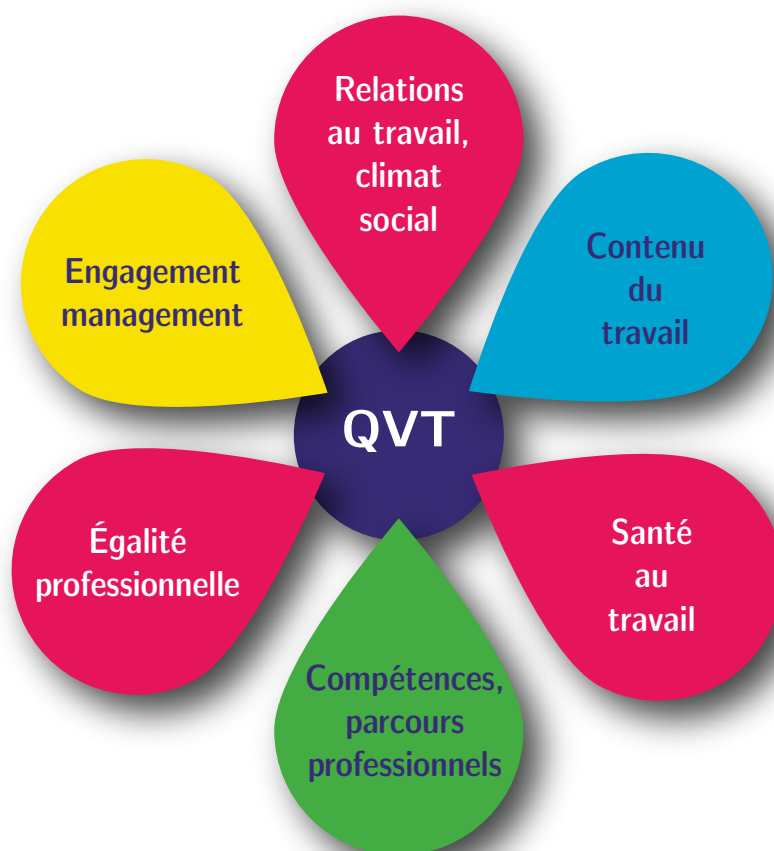 Relations
au travail,
climat
social
Contenu
du
travail
Engagement
management
QVT
Santé
au
travail
Égalité
professionnelle
Compétences,
parcours
professionnels